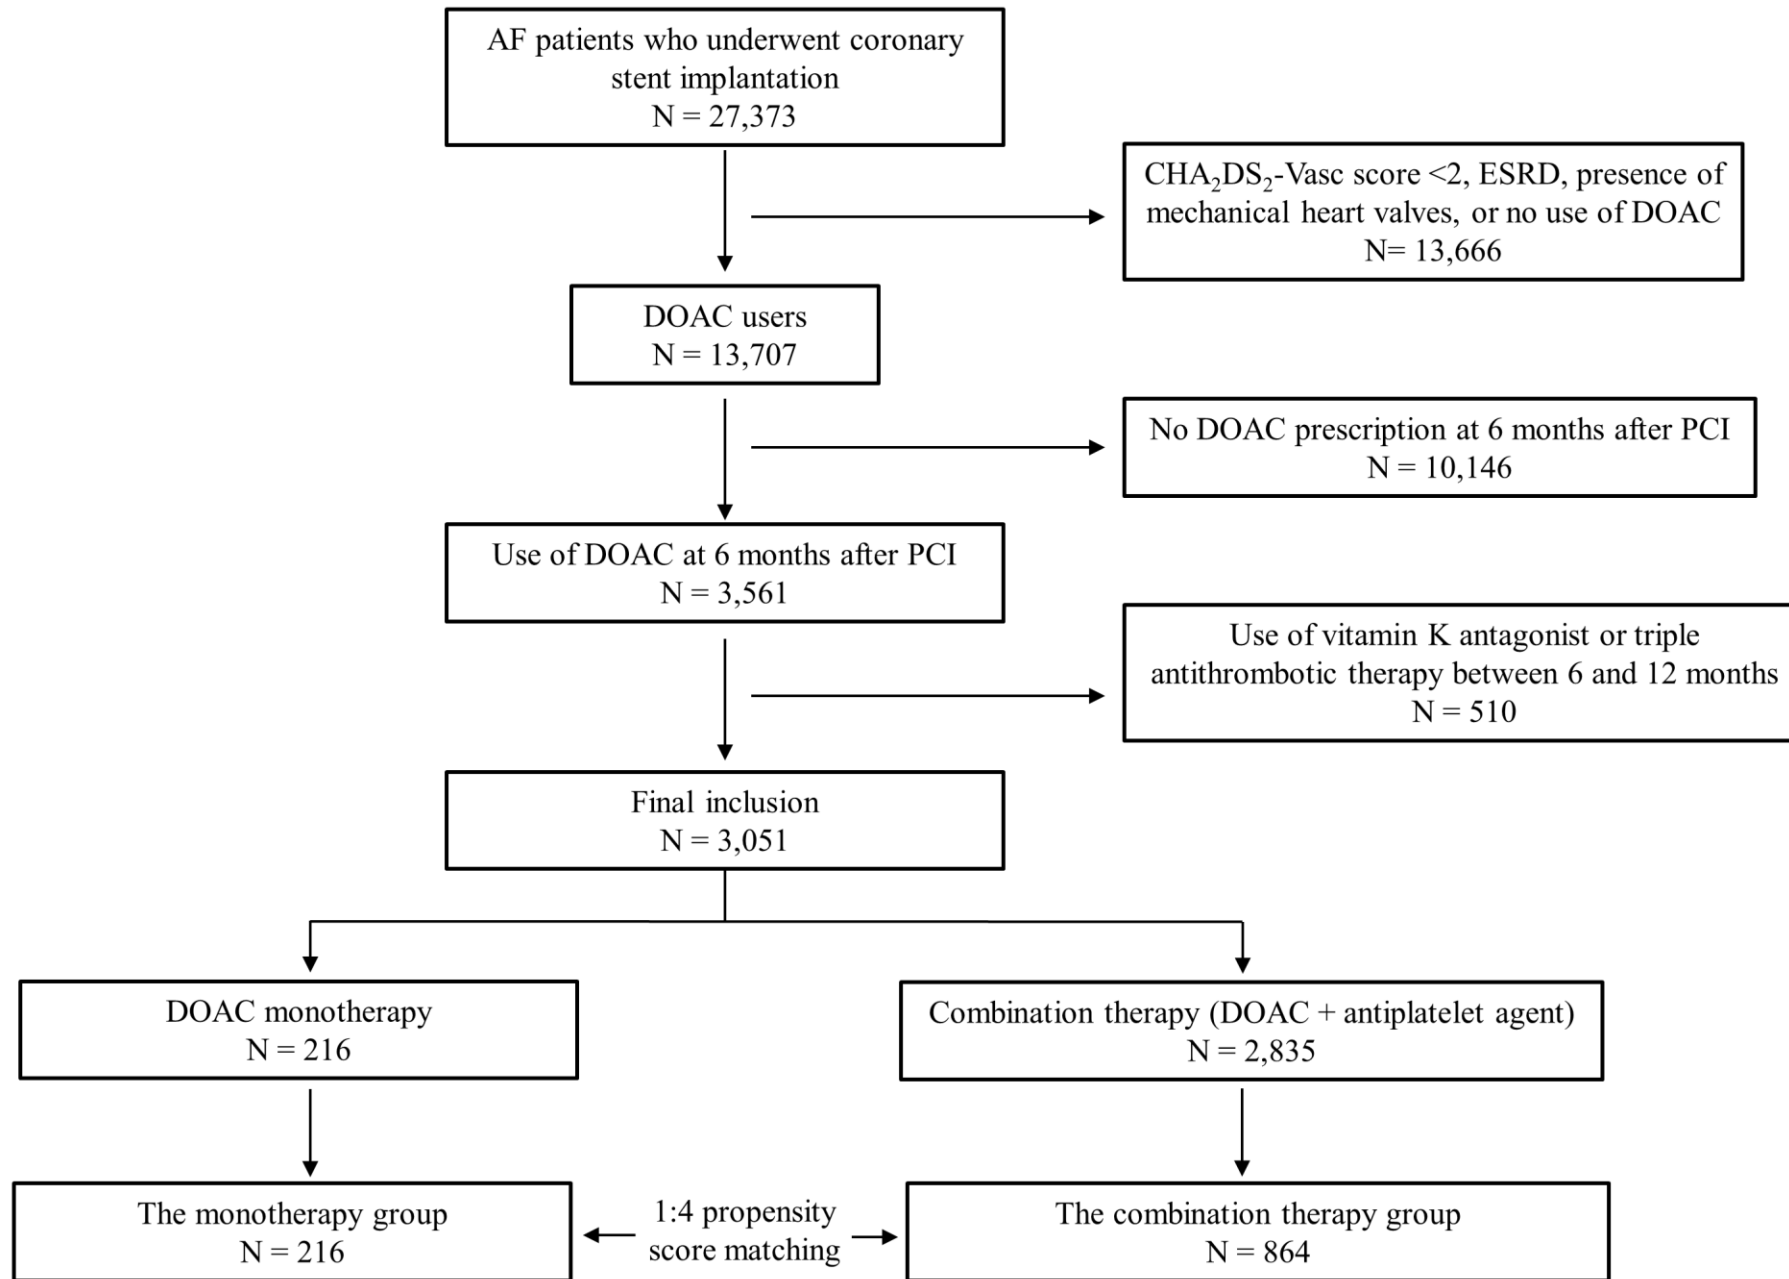 AF patients who underwent coronary
stent implantation
N = 27,373
CHA₂DS₂-Vasc score <2, ESRD, presence of
mechanical heart valves, or no use of DOAC
N= 13,666
DOAC users
N = 13,707
No DOAC prescription at 6 months after PCI
N = 10,146
Use of DOAC at 6 months after PCI
N = 3,561
Use of vitamin K antagonist or triple
antithrombotic therapy between 6 and 12 months
N = 510
Final inclusion
N = 3,051
DOAC monotherapy
N = 216
Combination therapy (DOAC + antiplatelet agent)
N = 2,835
The monotherapy group
N = 216
1:4 propensity
score matching
The combination therapy group
N = 864